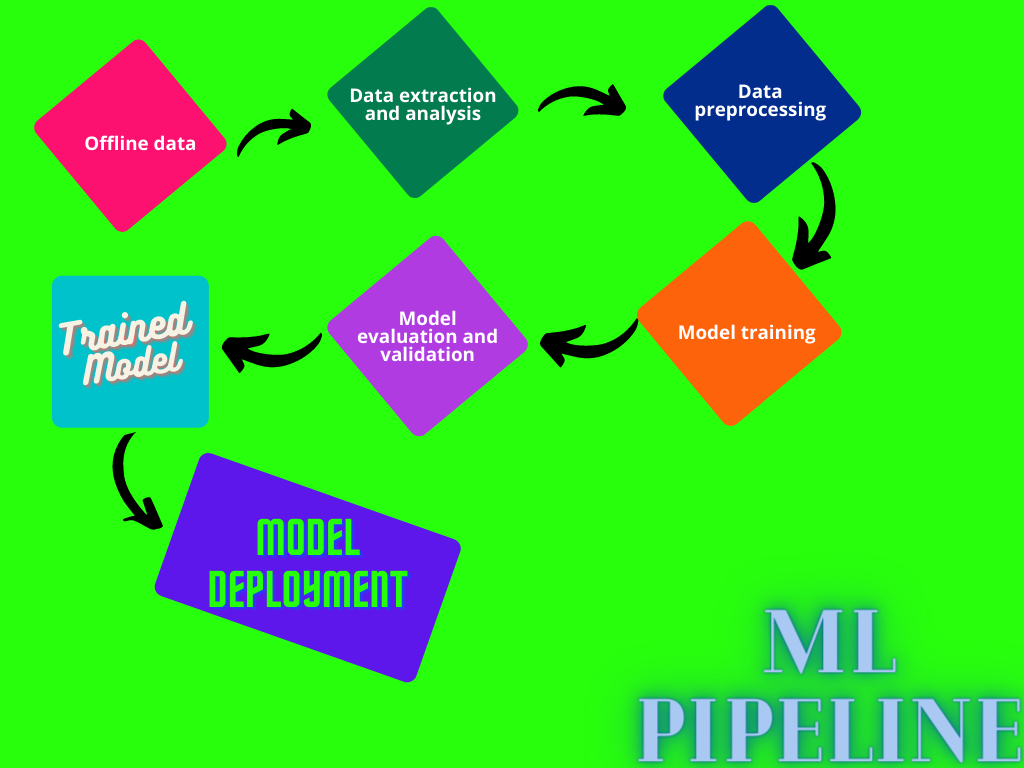 Offline data
Data extraction
and analysis
Data
preprocessing
Model training
Model
evaluation and
validation
Trained
Model
MODEL
DEPLOYMENT
ML
PIPELINE